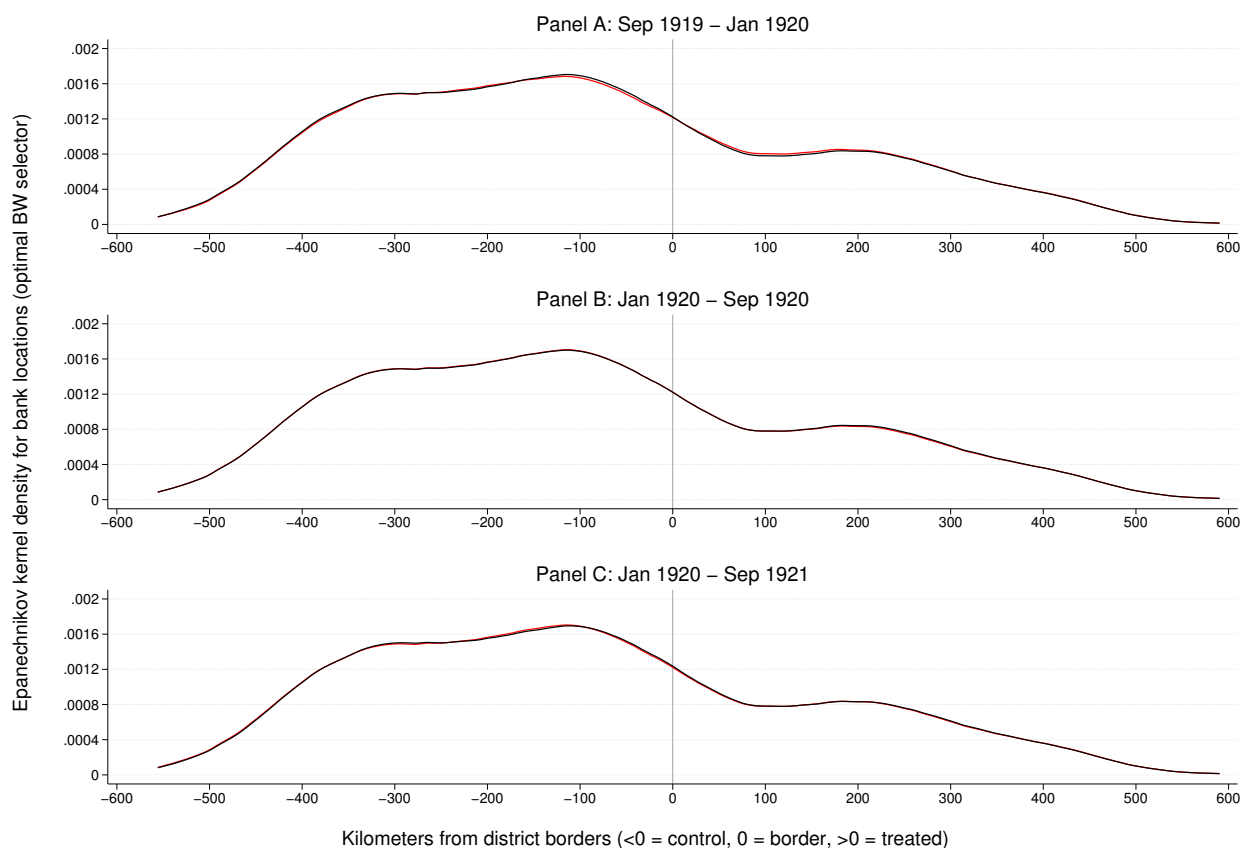 Panel A: Sep 1919 − Jan 1920
.002
.0016
.0012
.0008
.0004
0
−600 −500 −400 −300 −200 −100 0 100 200 300 400 500 600
Panel B: Jan 1920 − Sep 1920
.002
.0016
.0012
.0008
.0004
0
−600 −500 −400 −300 −200 −100 0 100 200 300 400 500 600
Panel C: Jan 1920 − Sep 1921
.002
.0016
.0012
.0008
.0004
0
−600 −500 −400 −300 −200 −100 0 100 200 300 400 500 600
Epanechnikov kernel density for bank locations (optimal BW selector)
Kilometers from district borders (<0 = control, 0 = border, >0 = treated)